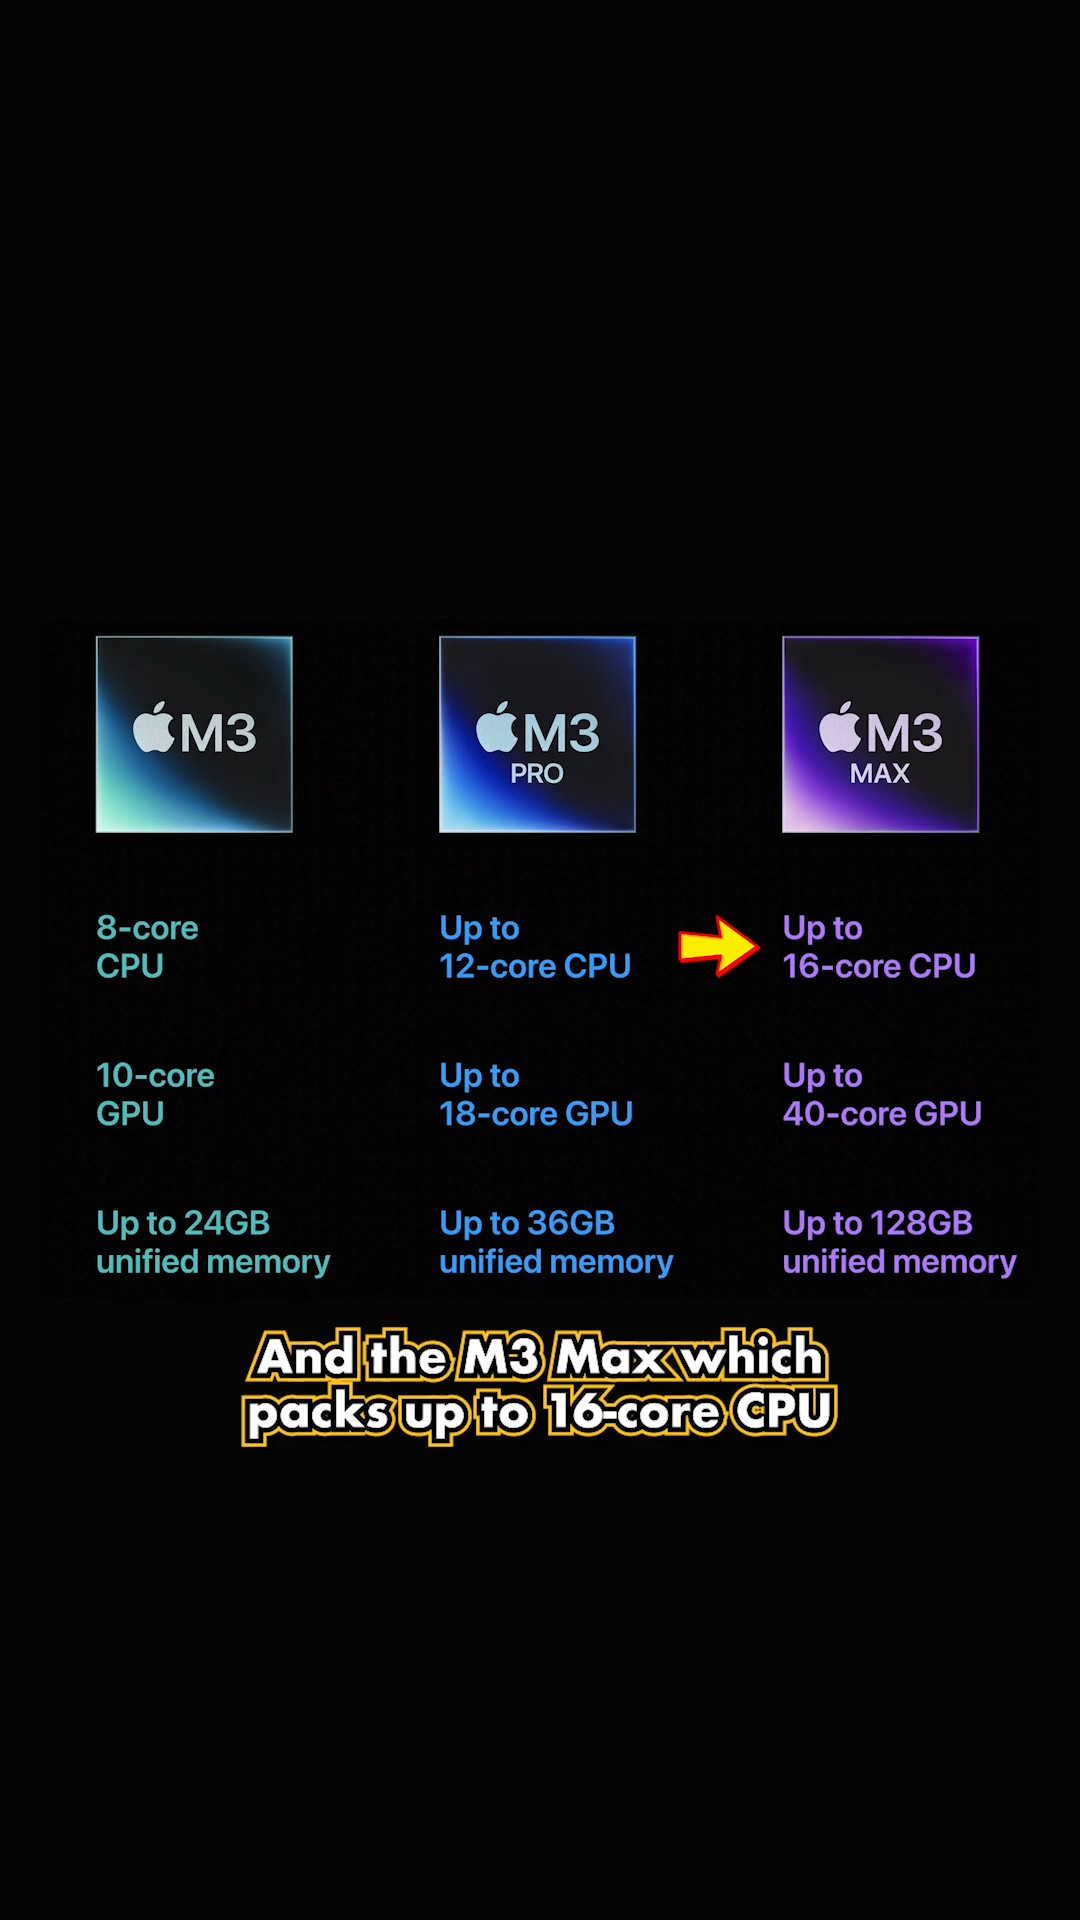 M3
M3
PRO
M3
MAX
8-core
CPU
Up to
12-core CPU
Up to
16-core CPU
10-core
GPU
Up to
18-core GPU
Up to
40-core GPU
Up to 24GB
unified memory
Up to 36GB
unified memory
Up to 128GB
unified memory
And the M3 Max which
packs up to 16-core CPU